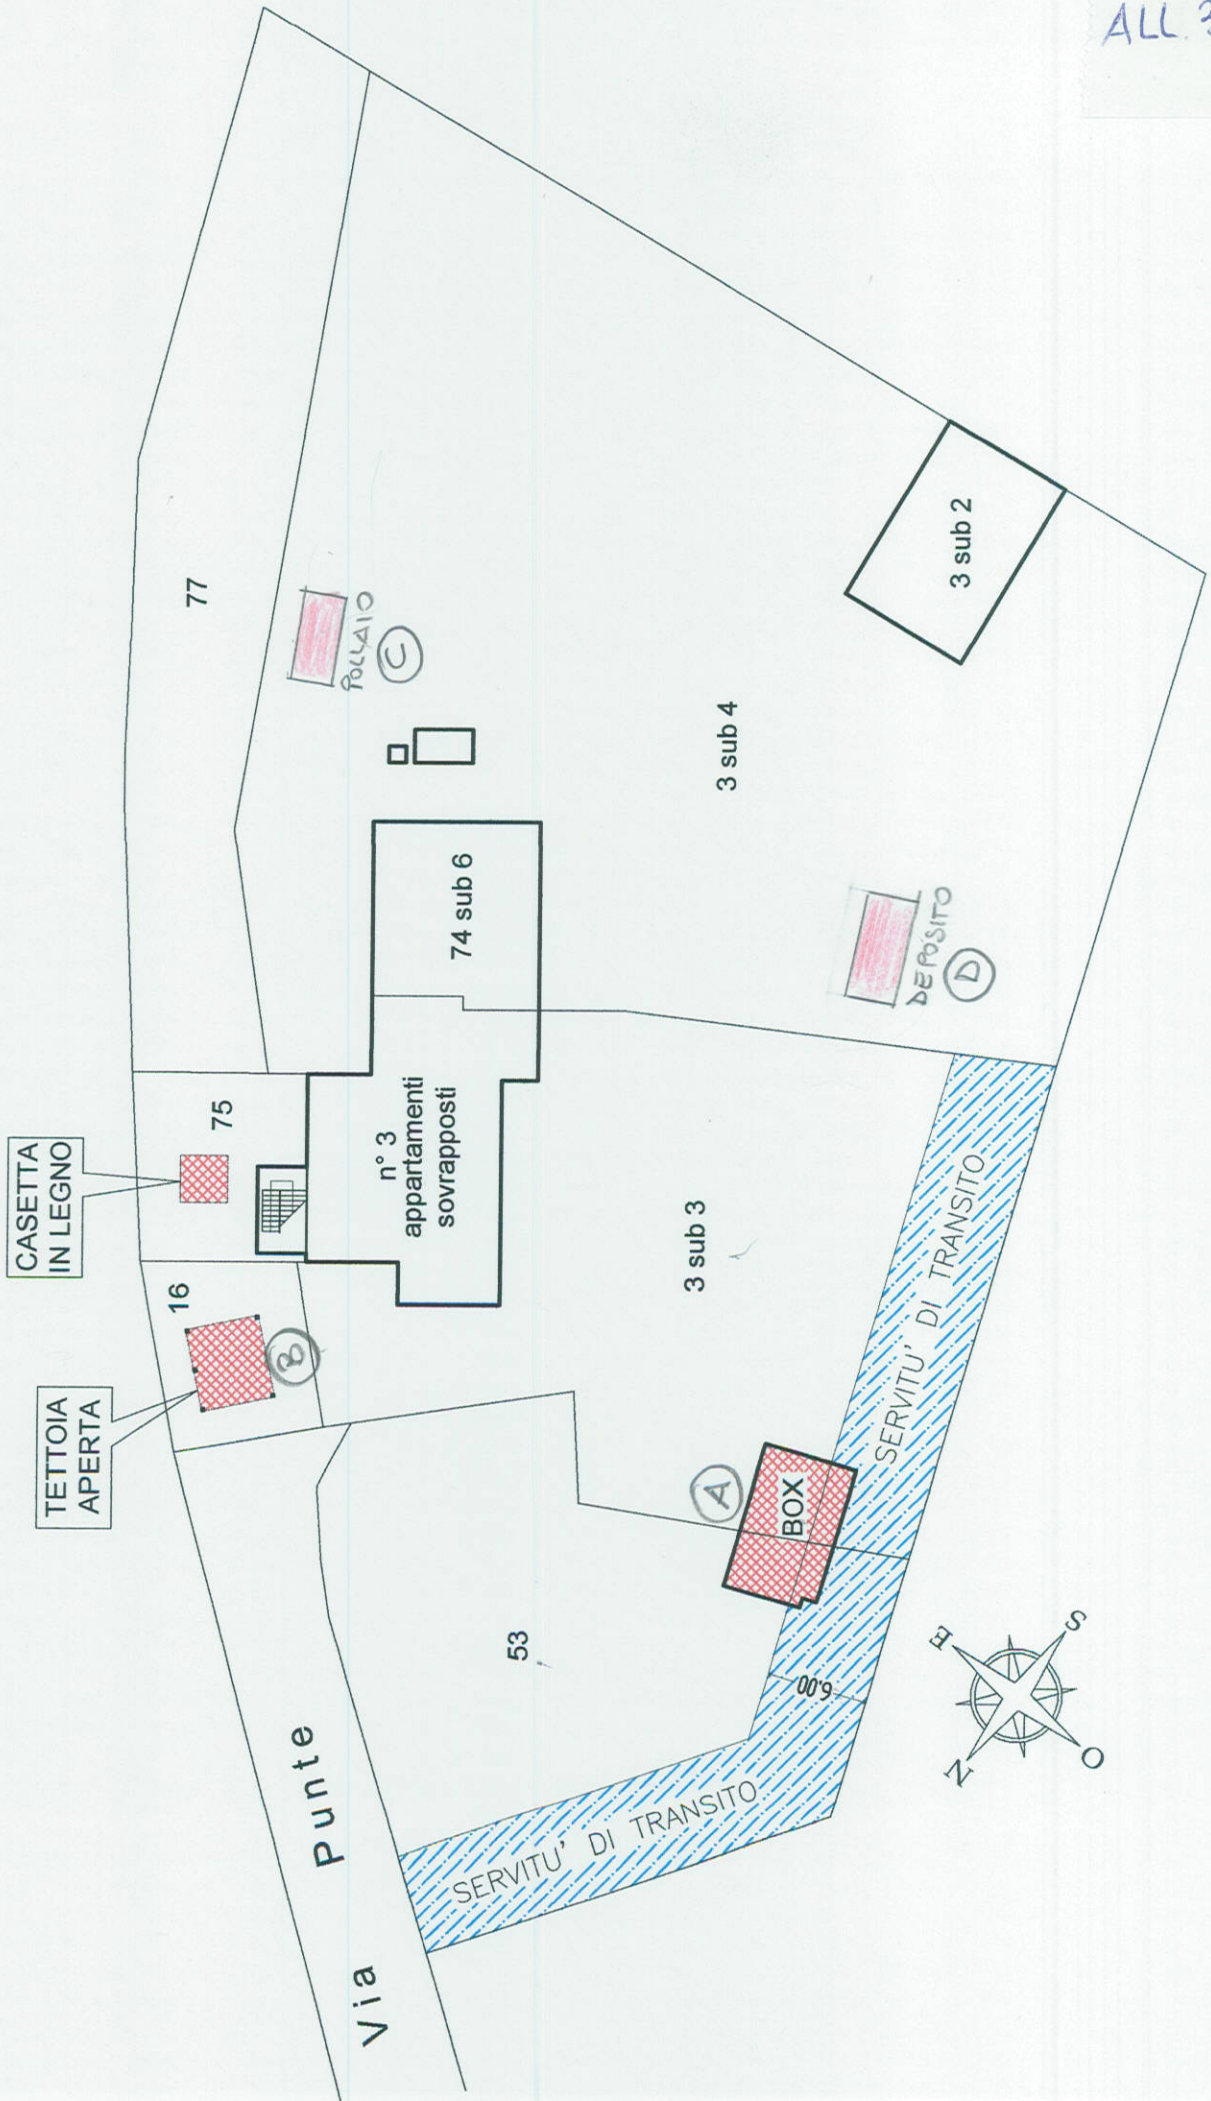 ALL. 3
77
POLLAIO
C
3 sub 2
3 sub 4
74 sub 6
DEPOSITO
D
CASETTA
IN LEGNO
75
n° 3
appartamenti
sovrapposti
3 sub 3
16
B
TETTOIA
APERTA
A
BOX
SERVITU' DI TRANSITO
53
6.00
SERVITU' DI TRANSITO
Via Punte
N
E
S
O